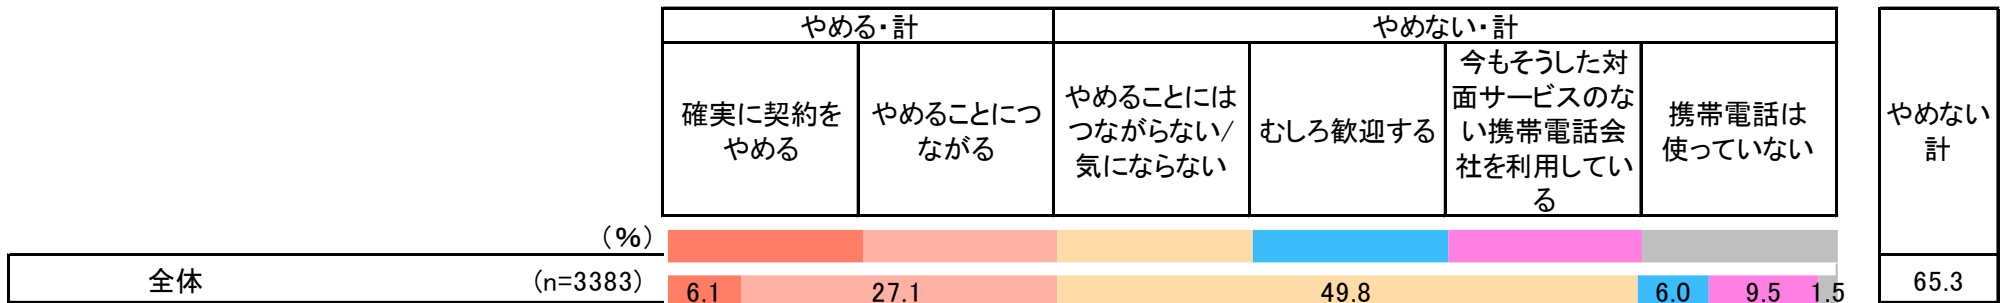 やめる・計
やめない・計
確実に契約を
やめる
やめることにつ
ながる
やめることには
つながらない/
気にならない
むしろ歓迎する
今もそうした対
面サービスのな
い携帯電話会
社を利用してい
る
携帯電話は
使っていない
やめない
計
(%)
全体 (n=3383) 6.1 27.1 49.8 6.0 9.5 1.5 65.3